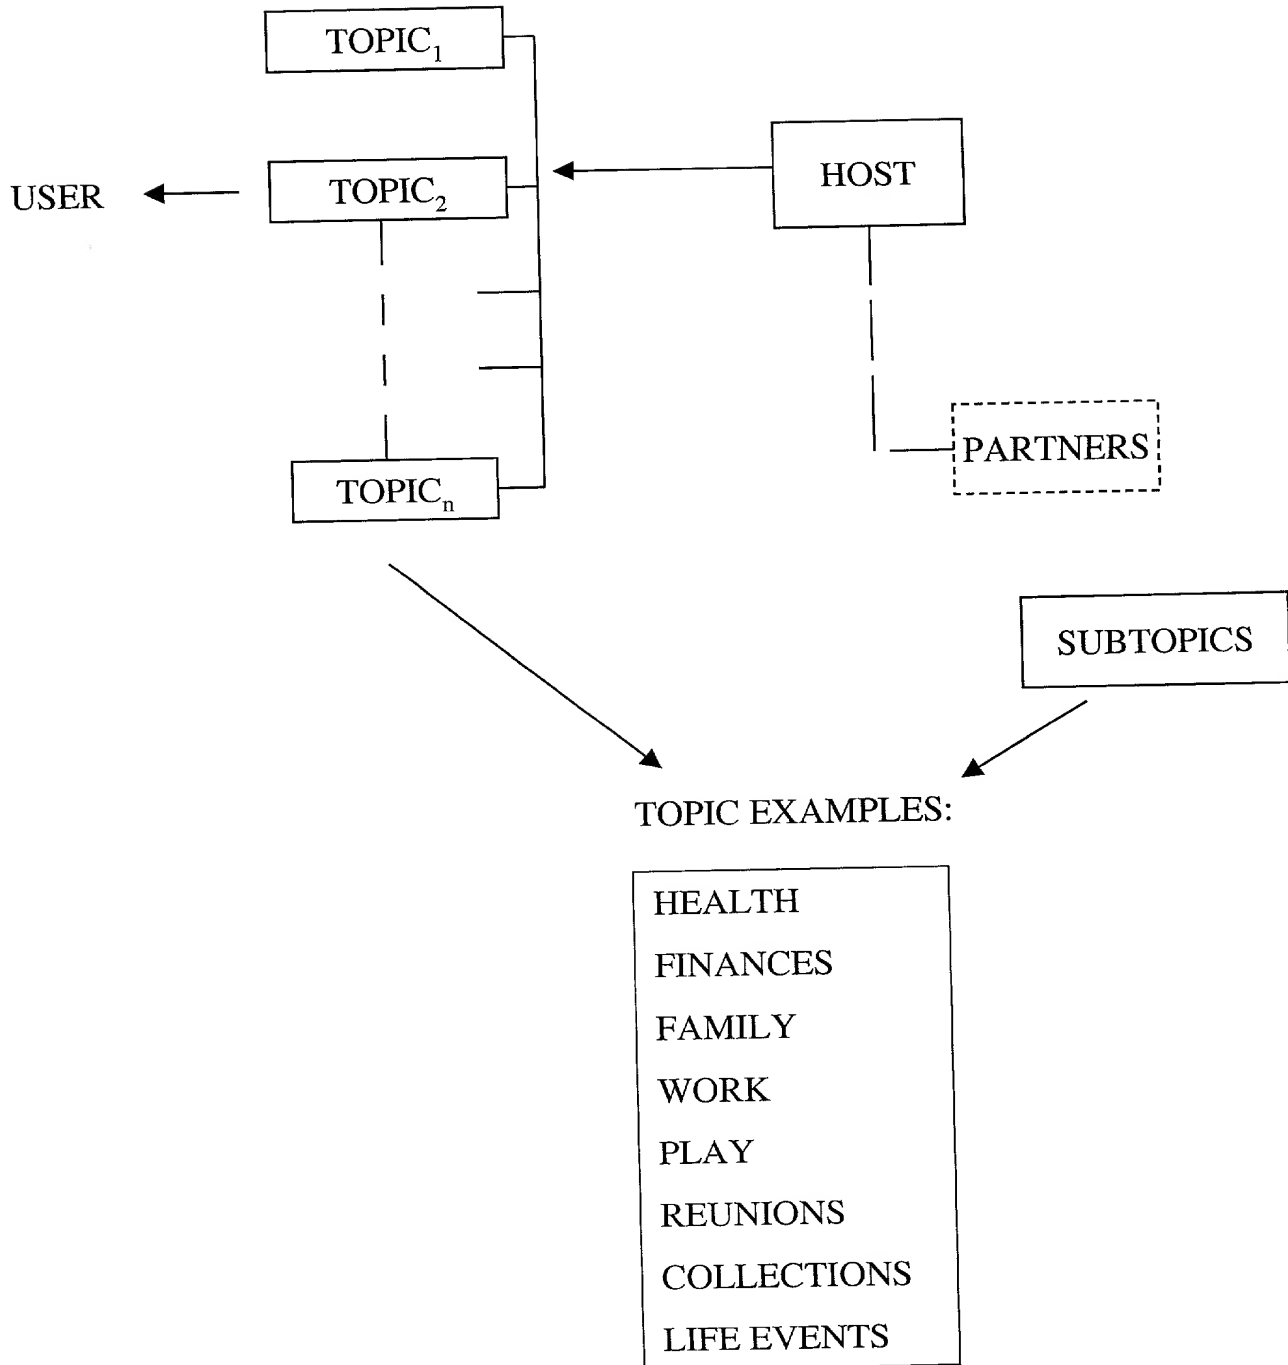 TOPIC₁
HOST
USER
TOPIC₂
PARTNERS
TOPICₙ
SUBTOPICS
TOPIC EXAMPLES:
HEALTH
FINANCES
FAMILY
WORK
PLAY
REUNIONS
COLLECTIONS
LIFE EVENTS